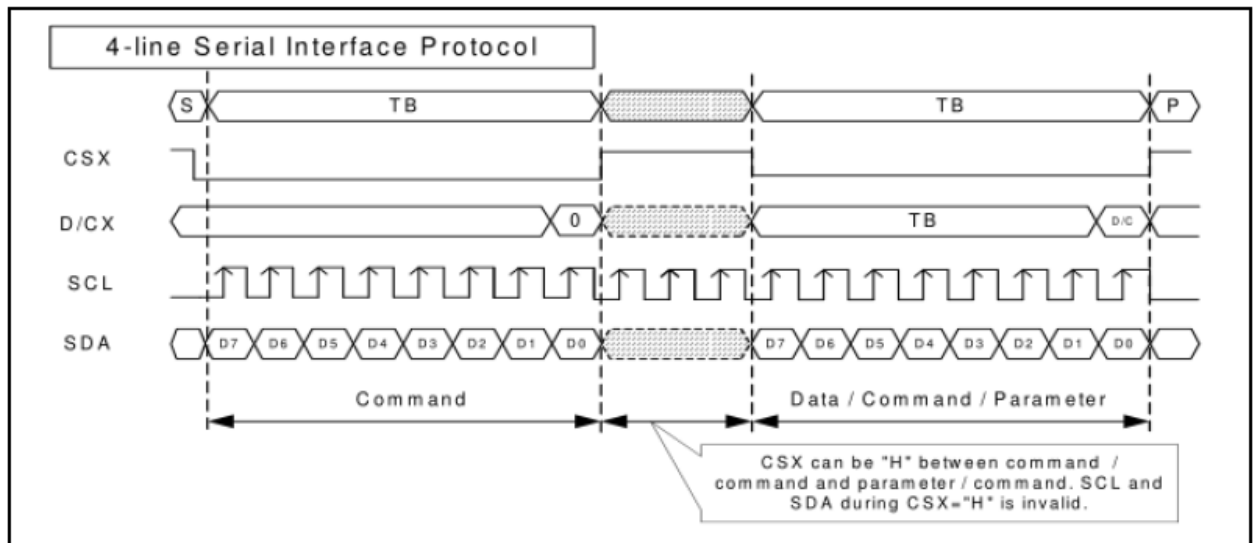 4-line Serial Interface Protocol
S TB TB P
CSX
D/CX 0 TB D/C
SCL
SDA D7 D6 D5 D4 D3 D2 D1 D0 D7 D6 D5 D4 D3 D2 D1 D0
Command Data / Command / Parameter
CSX can be "H" between command /
command and parameter / command. SCL and
SDA during CSX="H" is invalid.